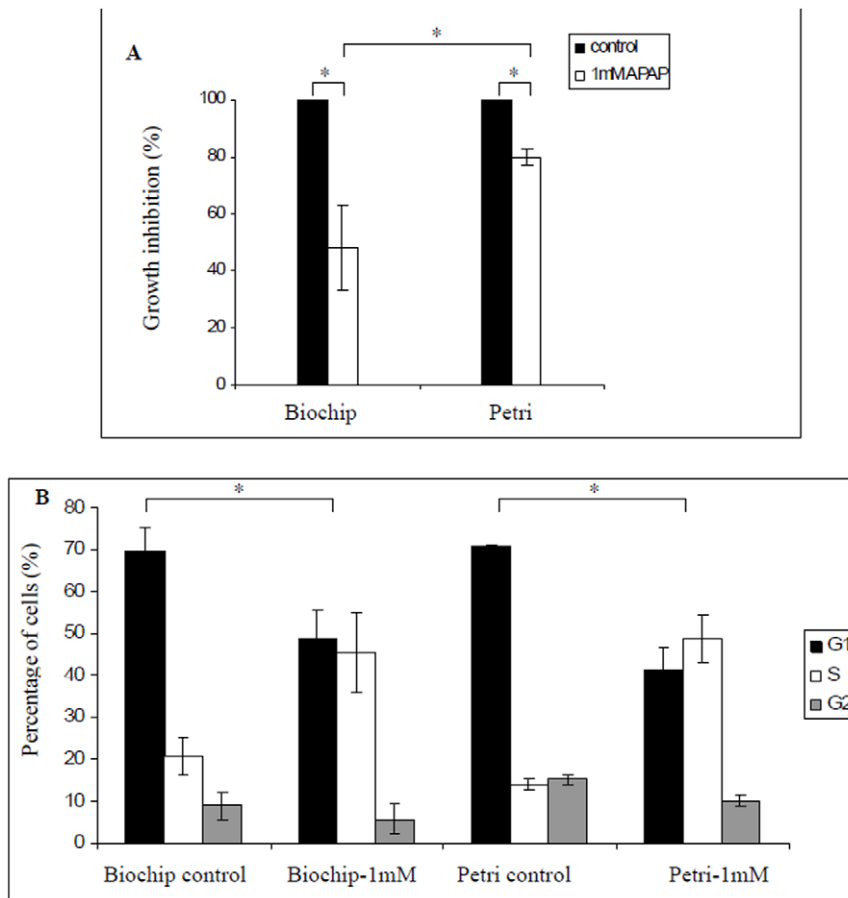 A
*
control
1mMAPAP
*
*
Growth inhibition (%)
100
80
60
40
20
0
Biochip
Petri
B
*
*
Percentage of cells (%)
80
70
60
50
40
30
20
10
0
G1
S
G2
Biochip control
Biochip-1mM
Petri control
Petri-1mM